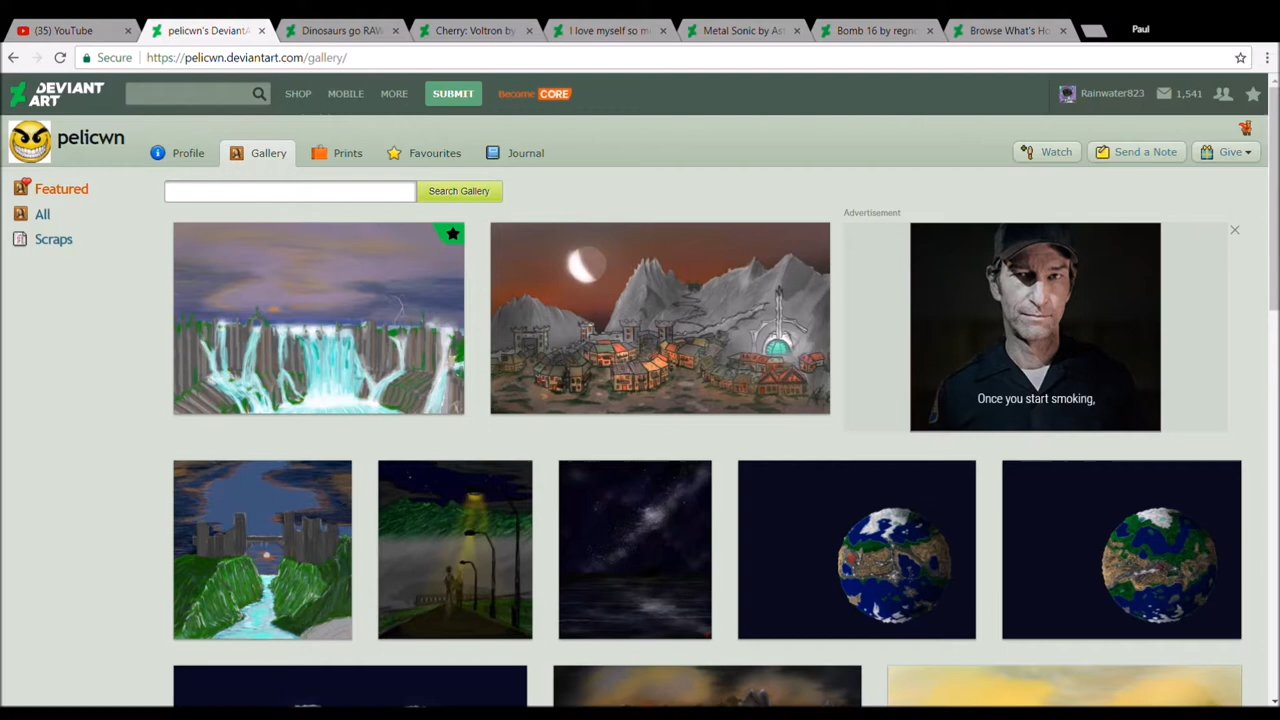 (35) YouTube
pelicwn's DeviantA
Dinosaurs go RAW
Cherry: Voltron by
I love myself so m
Metal Sonic by Ast
Bomb 16 by regno
Browse What's Ho
Paul
Secure
https://pelicwn.deviantart.com/gallery/
DEVIANT
ART
SHOP
MOBILE
MORE
SUBMIT
Become CORE
Rainwater823
1,541
pelicwn
Profile
Gallery
Prints
Favourites
Journal
Watch
Send a Note
Give
Featured
All
Scraps
Search Gallery
Advertisement
Once you start smoking,